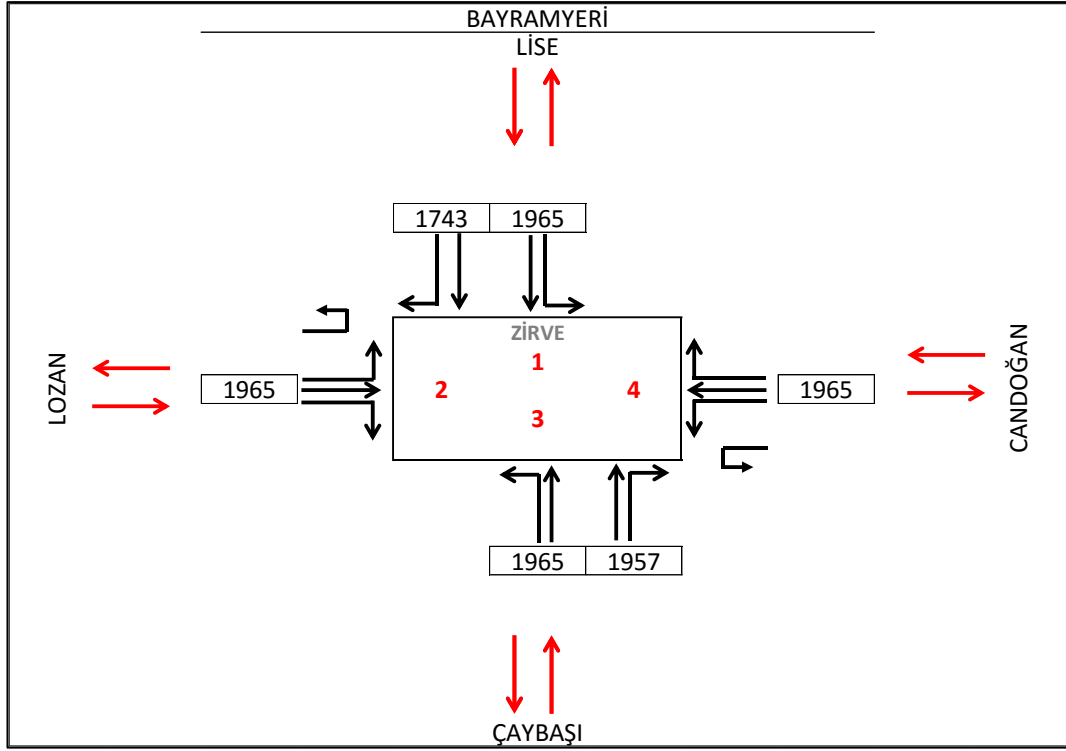 BAYRAMYERİ
LİSE
1743 1965
ZİRVE
1
LOZAN
1965
2
4
1965
CANDOĞAN
3
1965 1957
ÇAYBAŞI